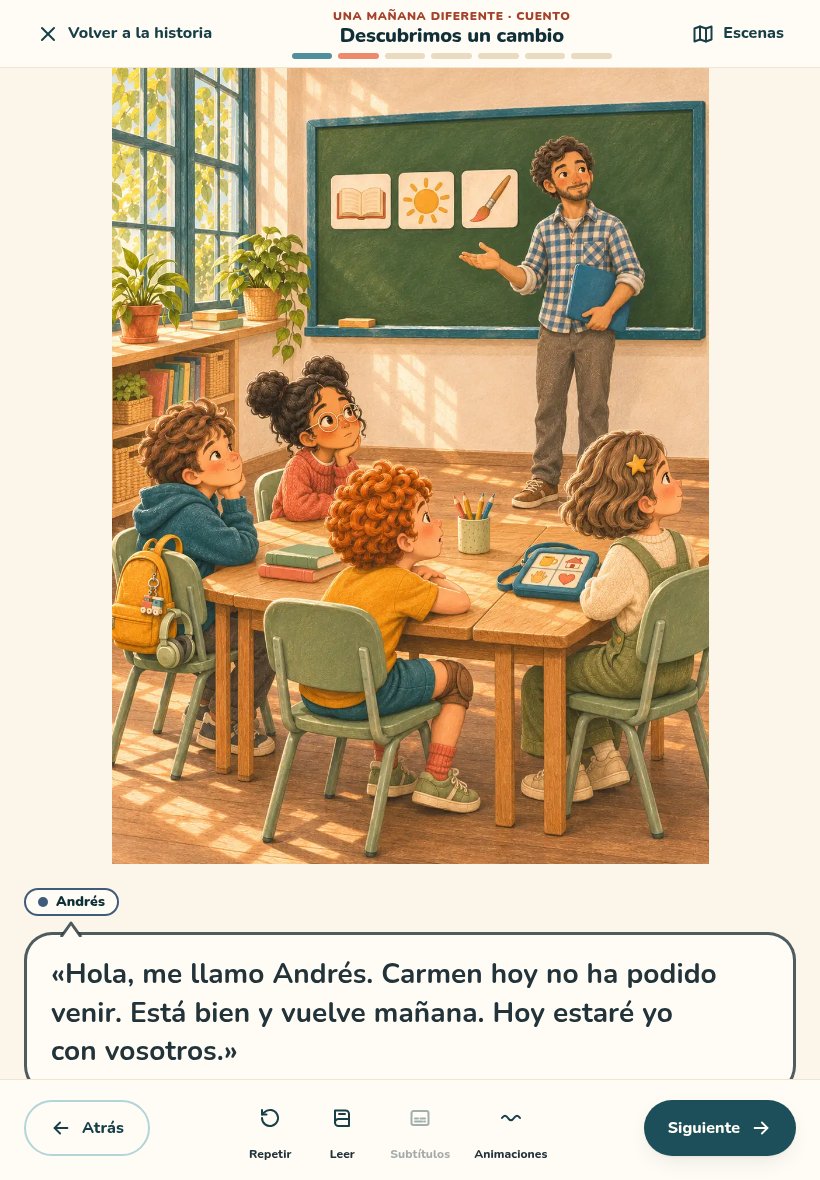 Volver a la historia
UNA MAÑANA DIFERENTE · CUENTO
Descubrimos un cambio
Escenas
Andrés
«Hola, me llamo Andrés. Carmen hoy no ha podido
venir. Está bien y vuelve mañana. Hoy estaré yo
con vosotros.»
Atrás
Repetir
Leer
Subtítulos
Animaciones
Siguiente